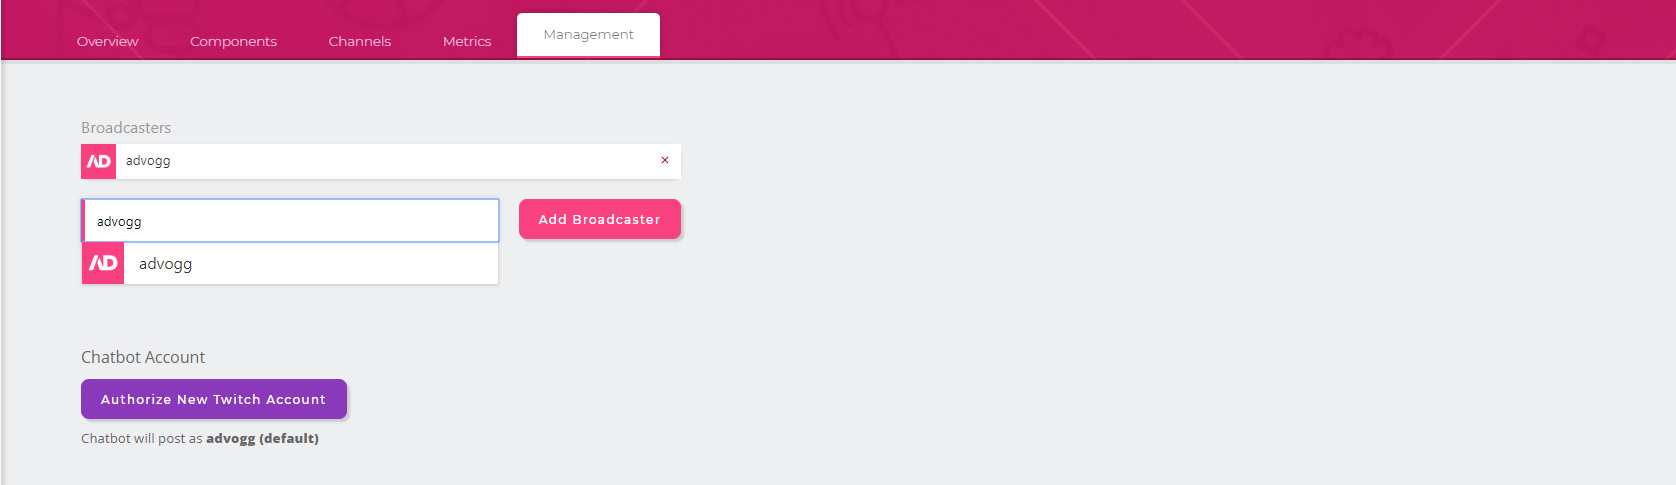 Overview Components Channels Metrics Management
Broadcasters
AD advogg ×
advogg Add Broadcaster
AD advogg
Chatbot Account
Authorize New Twitch Account
Chatbot will post as advogg (default)